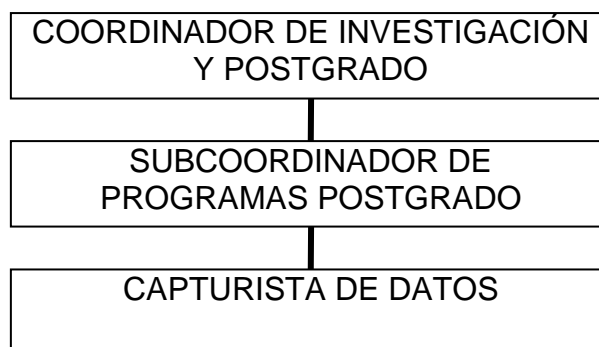 COORDINADOR DE INVESTIGACIÓN
Y POSTGRADO
SUBCOORDINADOR DE
PROGRAMAS POSTGRADO
CAPTURISTA DE DATOS